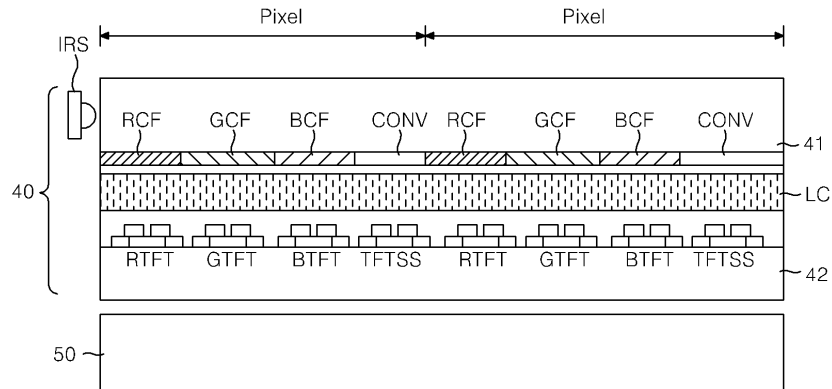 Pixel Pixel
IRS
RCF GCF BCF CONV RCF GCF BCF CONV
41
40
LC
RTFT GTFT BTFT TFTSS RTFT GTFT BTFT TFTSS
42
50